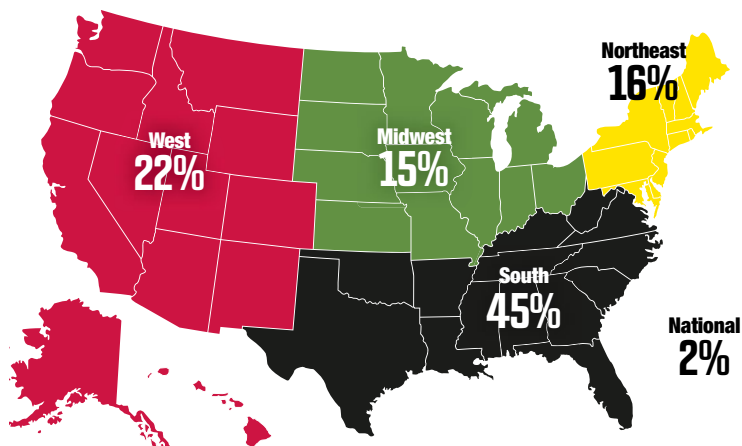 Northeast
16%
West
22%
Midwest
15%
South
45%
National
2%